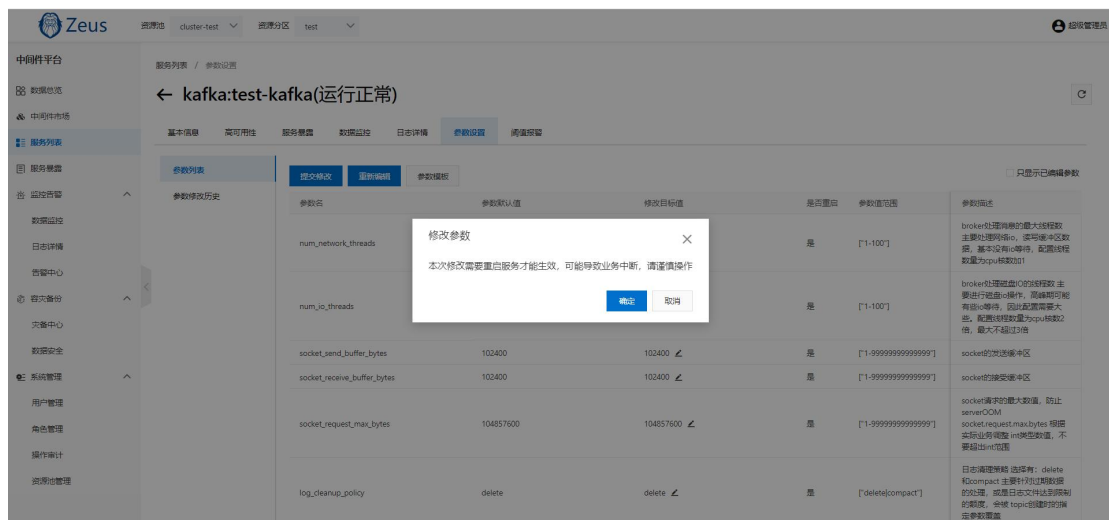 Zeus
资源池 cluster-test 资源分区 test 超级管理员
中间件平台
数据总览
中间件市场
服务列表
服务暴露
监控告警
数据监控
日志详情
告警中心
容灾备份
灾备中心
数据安全
系统管理
用户管理
角色管理
操作审计
资源池管理
服务列表 / 参数设置
← kafka:test-kafka(运行正常)
基本信息 高可用性 服务暴露 数据监控 日志详情 参数设置 阈值报警
参数列表
参数修改历史
提交修改 重新编辑 参数模板 只显示已编辑参数
参数名 参数默认值 修改目标值 是否重启 参数值范围 参数描述
num_network_threads 是 ["1-100"]
broker处理消息的最大线程数
主要处理网络io，读写缓冲区数
据，基本没有io等待，配置线程
数量为cpu核数加1
num_io_threads 是 ["1-100"]
broker处理磁盘IO的线程数 主
要进行磁盘io操作，高峰期可能
有些io等待，因此配置需要大
些。配置线程数量为cpu核数2
倍，最大不超过3倍
socket_send_buffer_bytes 102400 102400 是 ["1-99999999999999"] socket的发送缓冲区
socket_receive_buffer_bytes 102400 102400 是 ["1-99999999999999"] socket的接受缓冲区
socket_request_max_bytes 104857600 104857600 是 ["1-99999999999999"]
socket请求的最大数值，防止
serverOOM
socket.request.max.bytes 根据
实际业务调整 int类型数值，不
要超出int范围
log_cleanup_policy delete delete 是 ["delete|compact"]
日志清理策略 选择有：delete
和compact 主要针对过期数据
的处理，或是日志文件达到限制
的额度，会被 topic创建时的指
定参数覆盖
修改参数
本次修改需要重启服务才能生效，可能导致业务中断，请谨慎操作
确定 取消